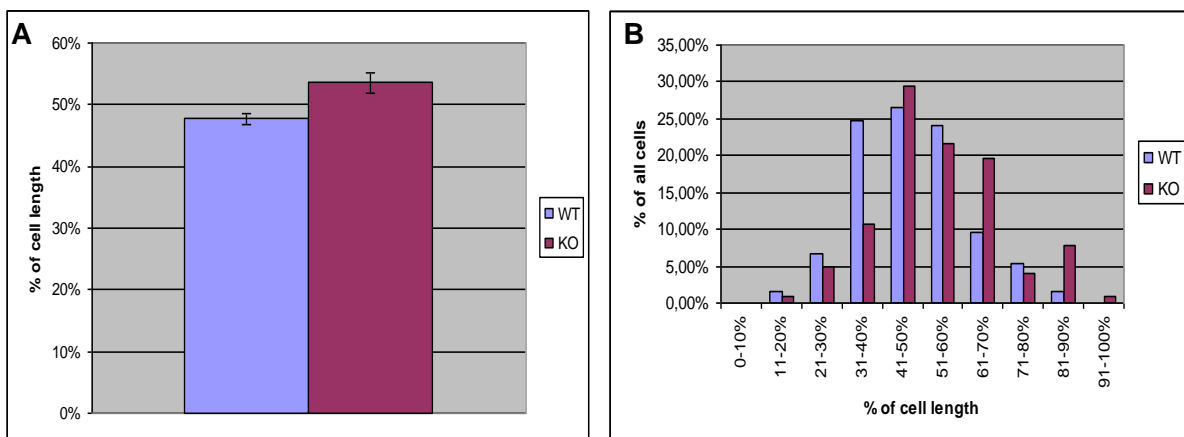 A
% of cell length
60%
50%
40%
30%
20%
10%
0%
WT
KO
B
% of all cells
35,00%
30,00%
25,00%
20,00%
15,00%
10,00%
5,00%
0,00%
0-10%
11-20%
21-30%
31-40%
41-50%
51-60%
61-70%
71-80%
81-90%
91-100%
% of cell length
WT
KO